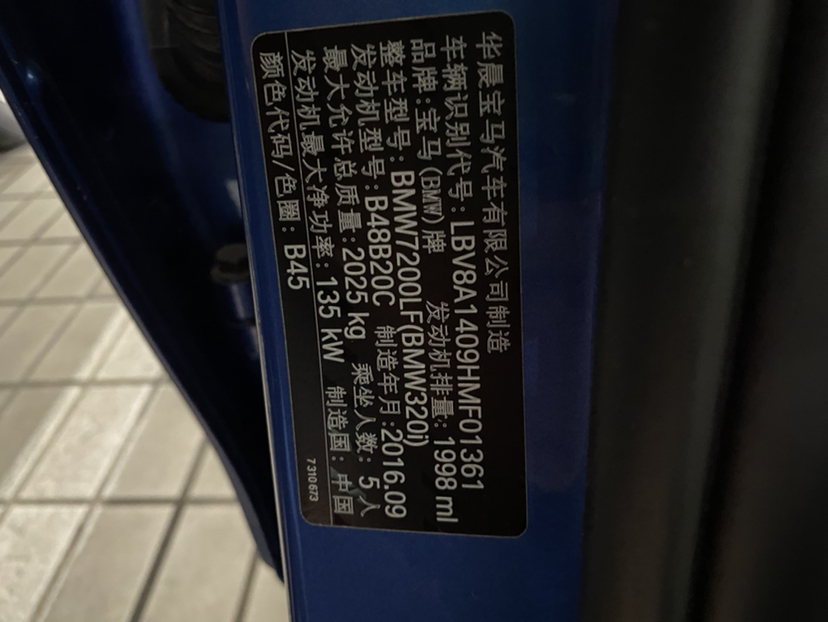 华晨宝马汽车有限公司制造
车辆识别代号: LBV8A1409HMF01361
品牌: 宝马(BMW)牌 发动机排量: 1998 ml
整车型号: BMW7200LF(BMW320i)
发动机型号: B48B20C 制造年月: 2016.09
最大允许总质量: 2025 kg 乘坐人数: 5 人
发动机最大净功率: 135 kW 制造国: 中国
颜色代码/色圈: B45
7 310 673